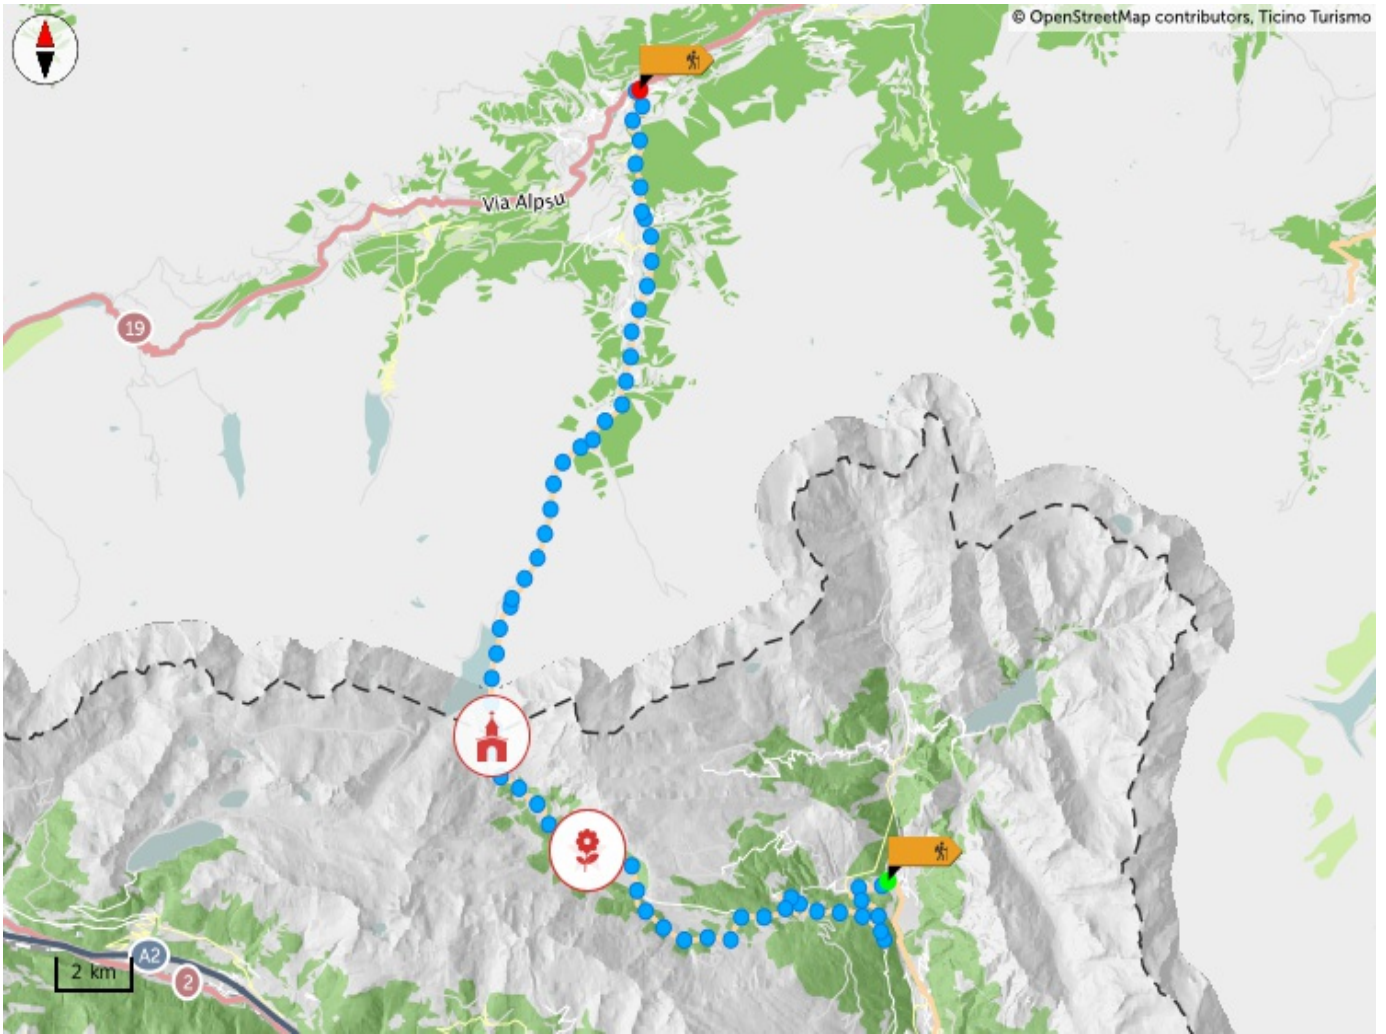 © OpenStreetMap contributors, Ticino Turismo
Via Alpsu
19
A2
2
2 km